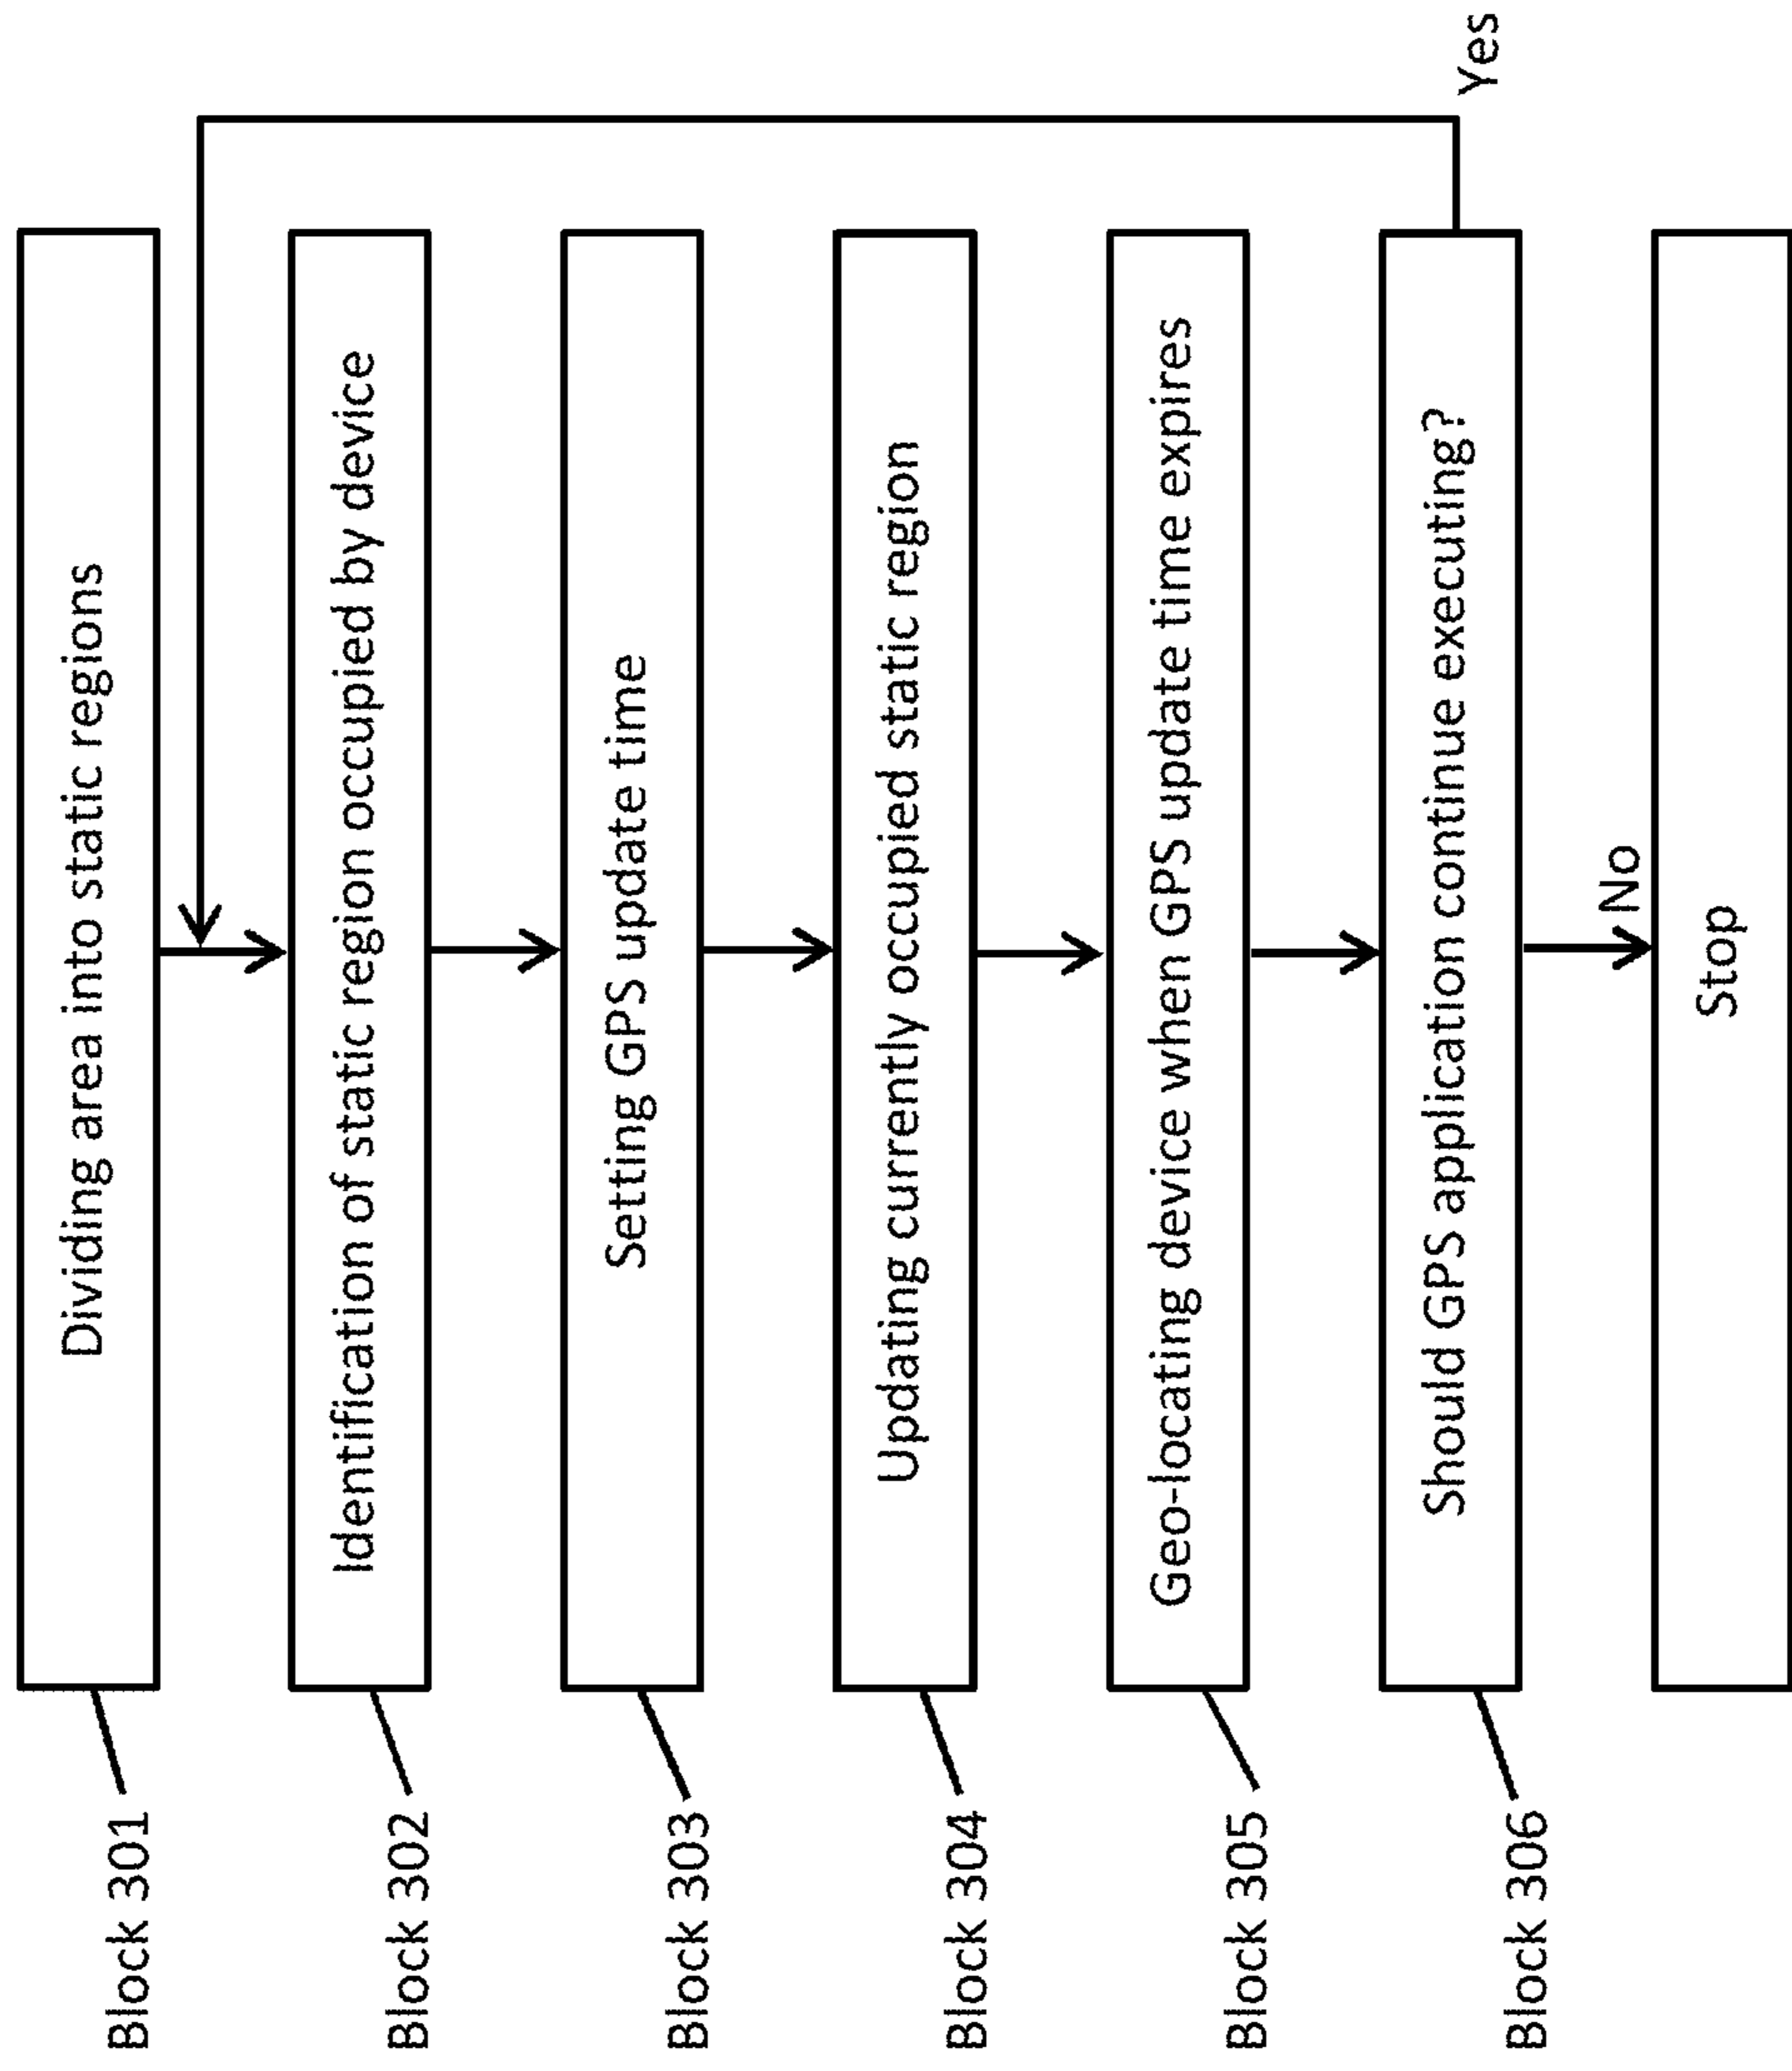 Block 301
Dividing area into static regions
Block 302
Identification of static region occupied by device
Block 303
Setting GPS update time
Block 304
Updating currently occupied static region
Block 305
Geo-locating device when GPS update time expires
Block 306
Should GPS application continue executing?
Yes
No
Stop